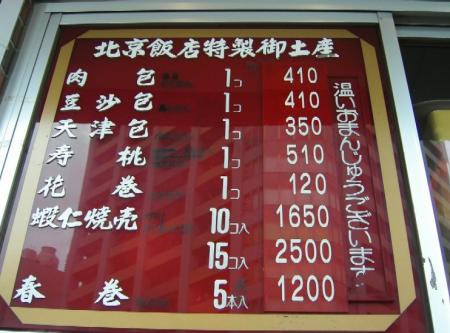 北京飯店特製御土産
肉包 1コ 410
豆沙包 1コ 410
天津包 1コ 350
寿桃 1コ 510
花巻 1コ 120
蝦仁焼売 10コ入 1650
15コ入 2500
春巻 5本入 1200
温いおまんじゅうございます